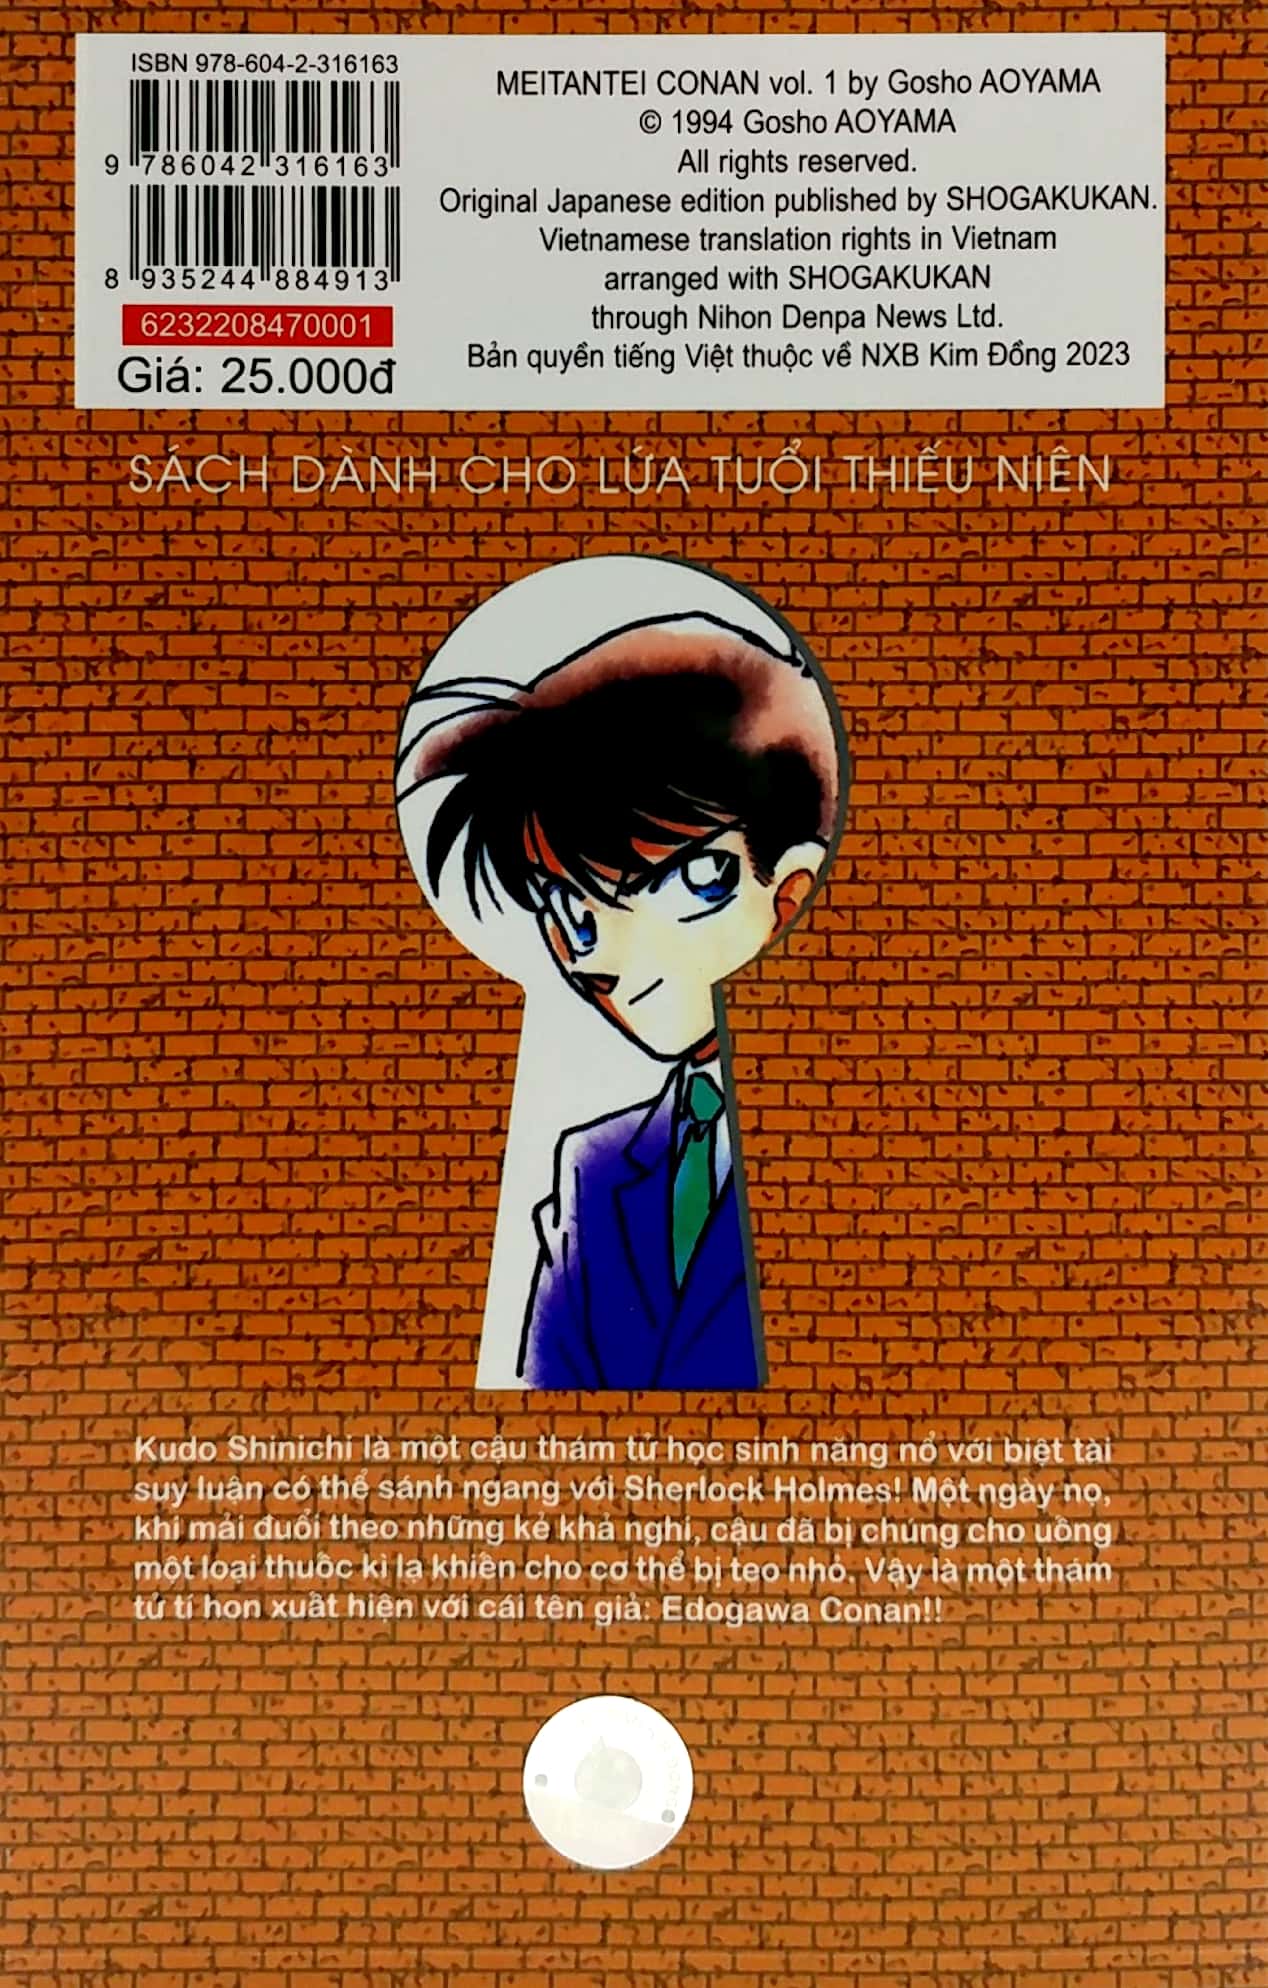 ISBN 978-604-2-316163
9 786042 316163
8 935244 884913
6232208470001
Giá: 25.000đ
MEITANTEI CONAN vol. 1 by Gosho AOYAMA
© 1994 Gosho AOYAMA
All rights reserved.
Original Japanese edition published by SHOGAKUKAN.
Vietnamese translation rights in Vietnam
arranged with SHOGAKUKAN
through Nihon Denpa News Ltd.
Bản quyền tiếng Việt thuộc về NXB Kim Đồng 2023
SÁCH DÀNH CHO LỨA TUỔI THIẾU NIÊN
Kudo Shinichi là một cậu thám tử học sinh năng nổ với biệt tài
suy luận có thể sánh ngang với Sherlock Holmes! Một ngày nọ,
khi mải đuổi theo những kẻ khả nghi, cậu đã bị chúng cho uống
một loại thuốc kì lạ khiến cho cơ thể bị teo nhỏ. Vậy là một thám
tử tí hon xuất hiện với cái tên giả: Edogawa Conan!!